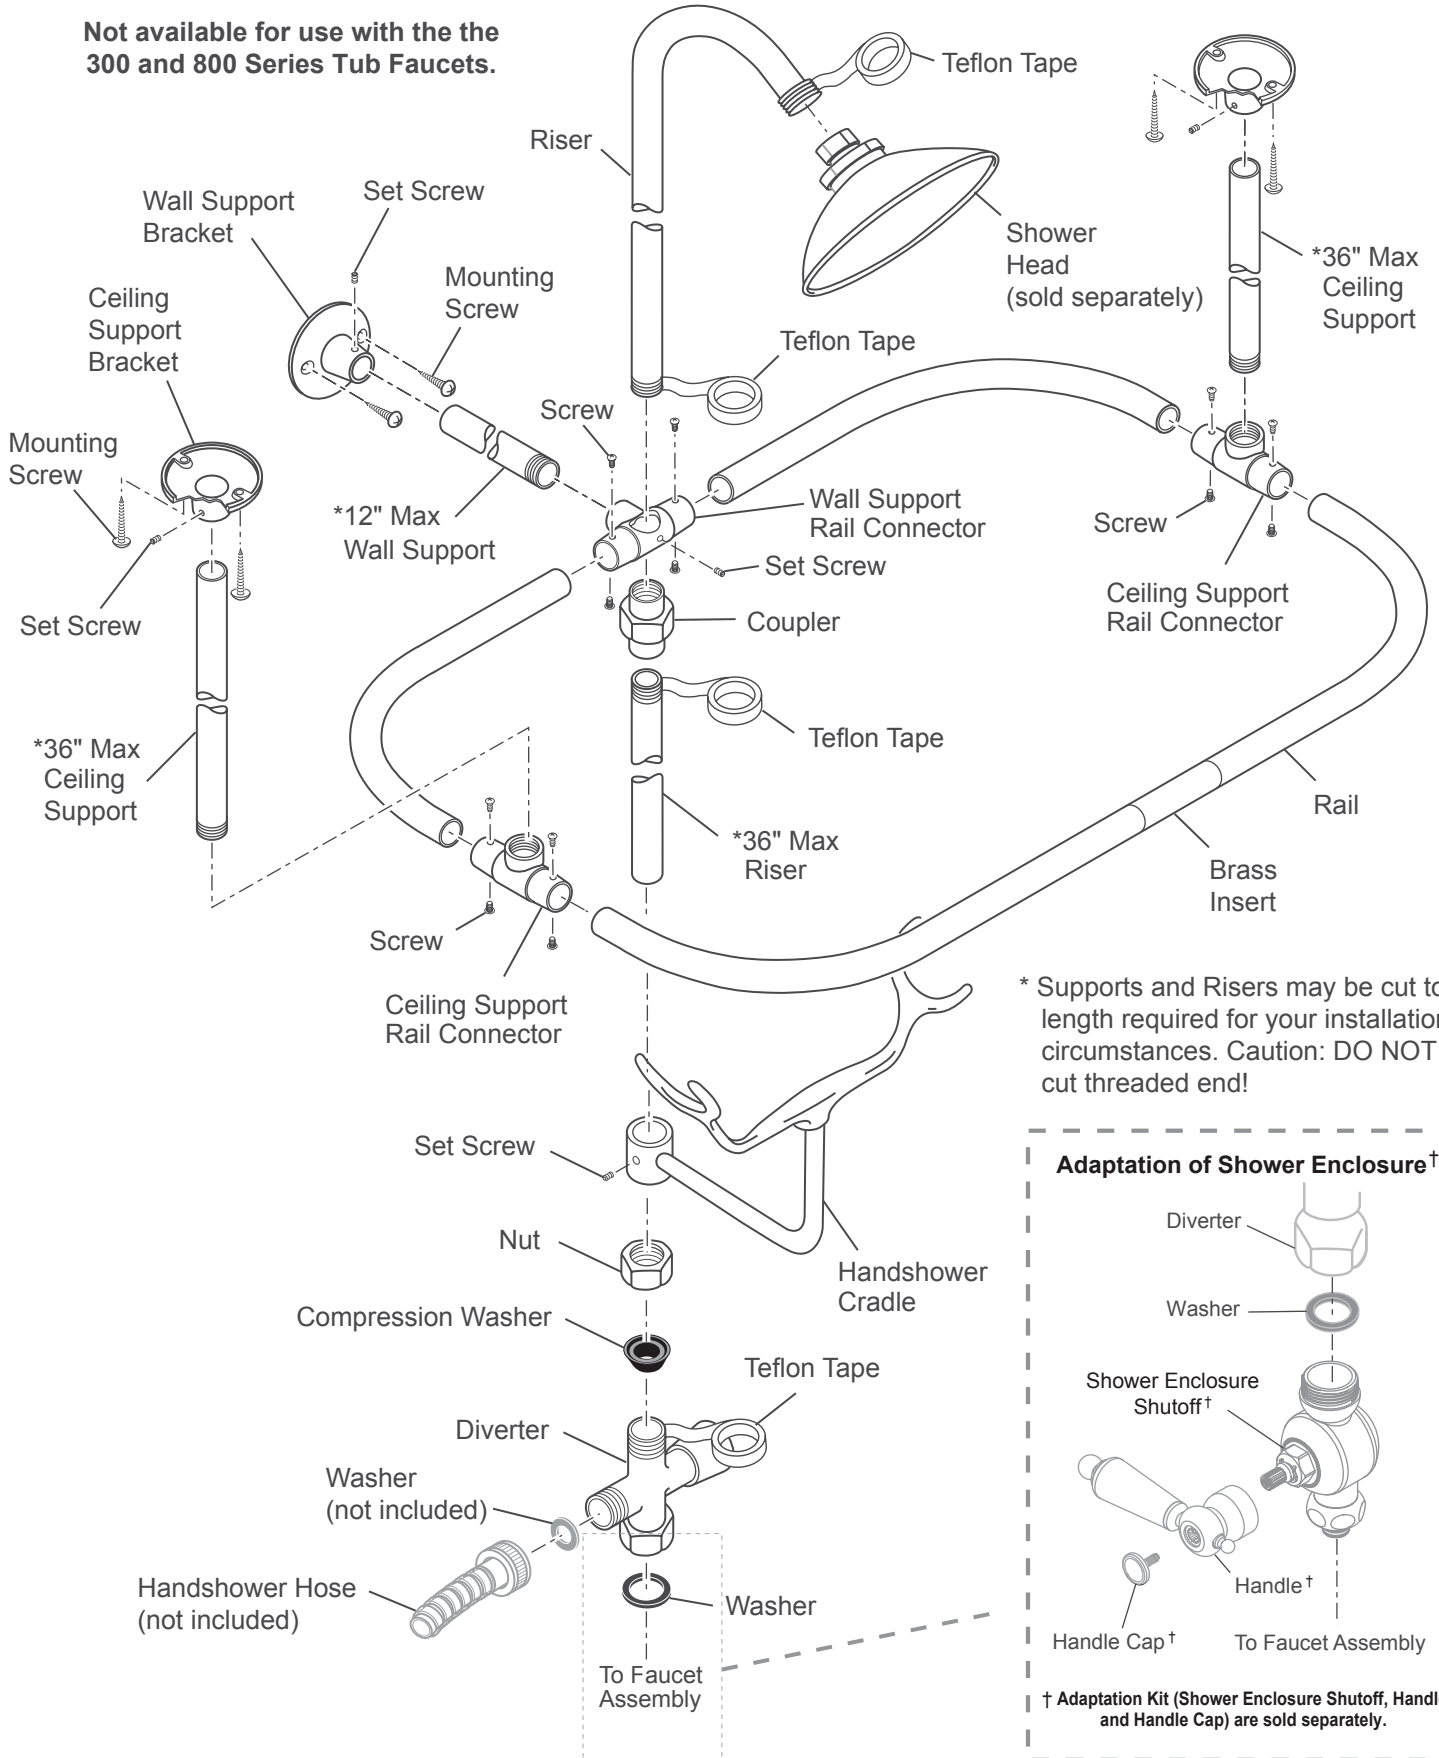 Not available for use with the the
300 and 800 Series Tub Faucets.
Teflon Tape
Riser
Set Screw
Wall Support
Bracket
Shower
Head
(sold separately)
*36" Max
Ceiling
Support
Mounting
Screw
Ceiling
Support
Bracket
Teflon Tape
Screw
Mounting
Screw
*12" Max
Wall Support
Wall Support
Rail Connector
Screw
Set Screw
Ceiling Support
Rail Connector
Set Screw
Coupler
Teflon Tape
*36" Max
Ceiling
Support
Rail
*36" Max
Riser
Brass
Insert
Screw
Ceiling Support
Rail Connector
* Supports and Risers may be cut to
length required for your installation
circumstances. Caution: DO NOT
cut threaded end!
Set Screw
Nut
Handshower
Cradle
Compression Washer
Teflon Tape
Diverter
Washer
(not included)
Handshower Hose
(not included)
Washer
To Faucet
Assembly
Adaptation of Shower Enclosure†
Diverter
Washer
Shower Enclosure
Shutoff†
Handle†
Handle Cap†
To Faucet Assembly
† Adaptation Kit (Shower Enclosure Shutoff, Handl
and Handle Cap) are sold separately.